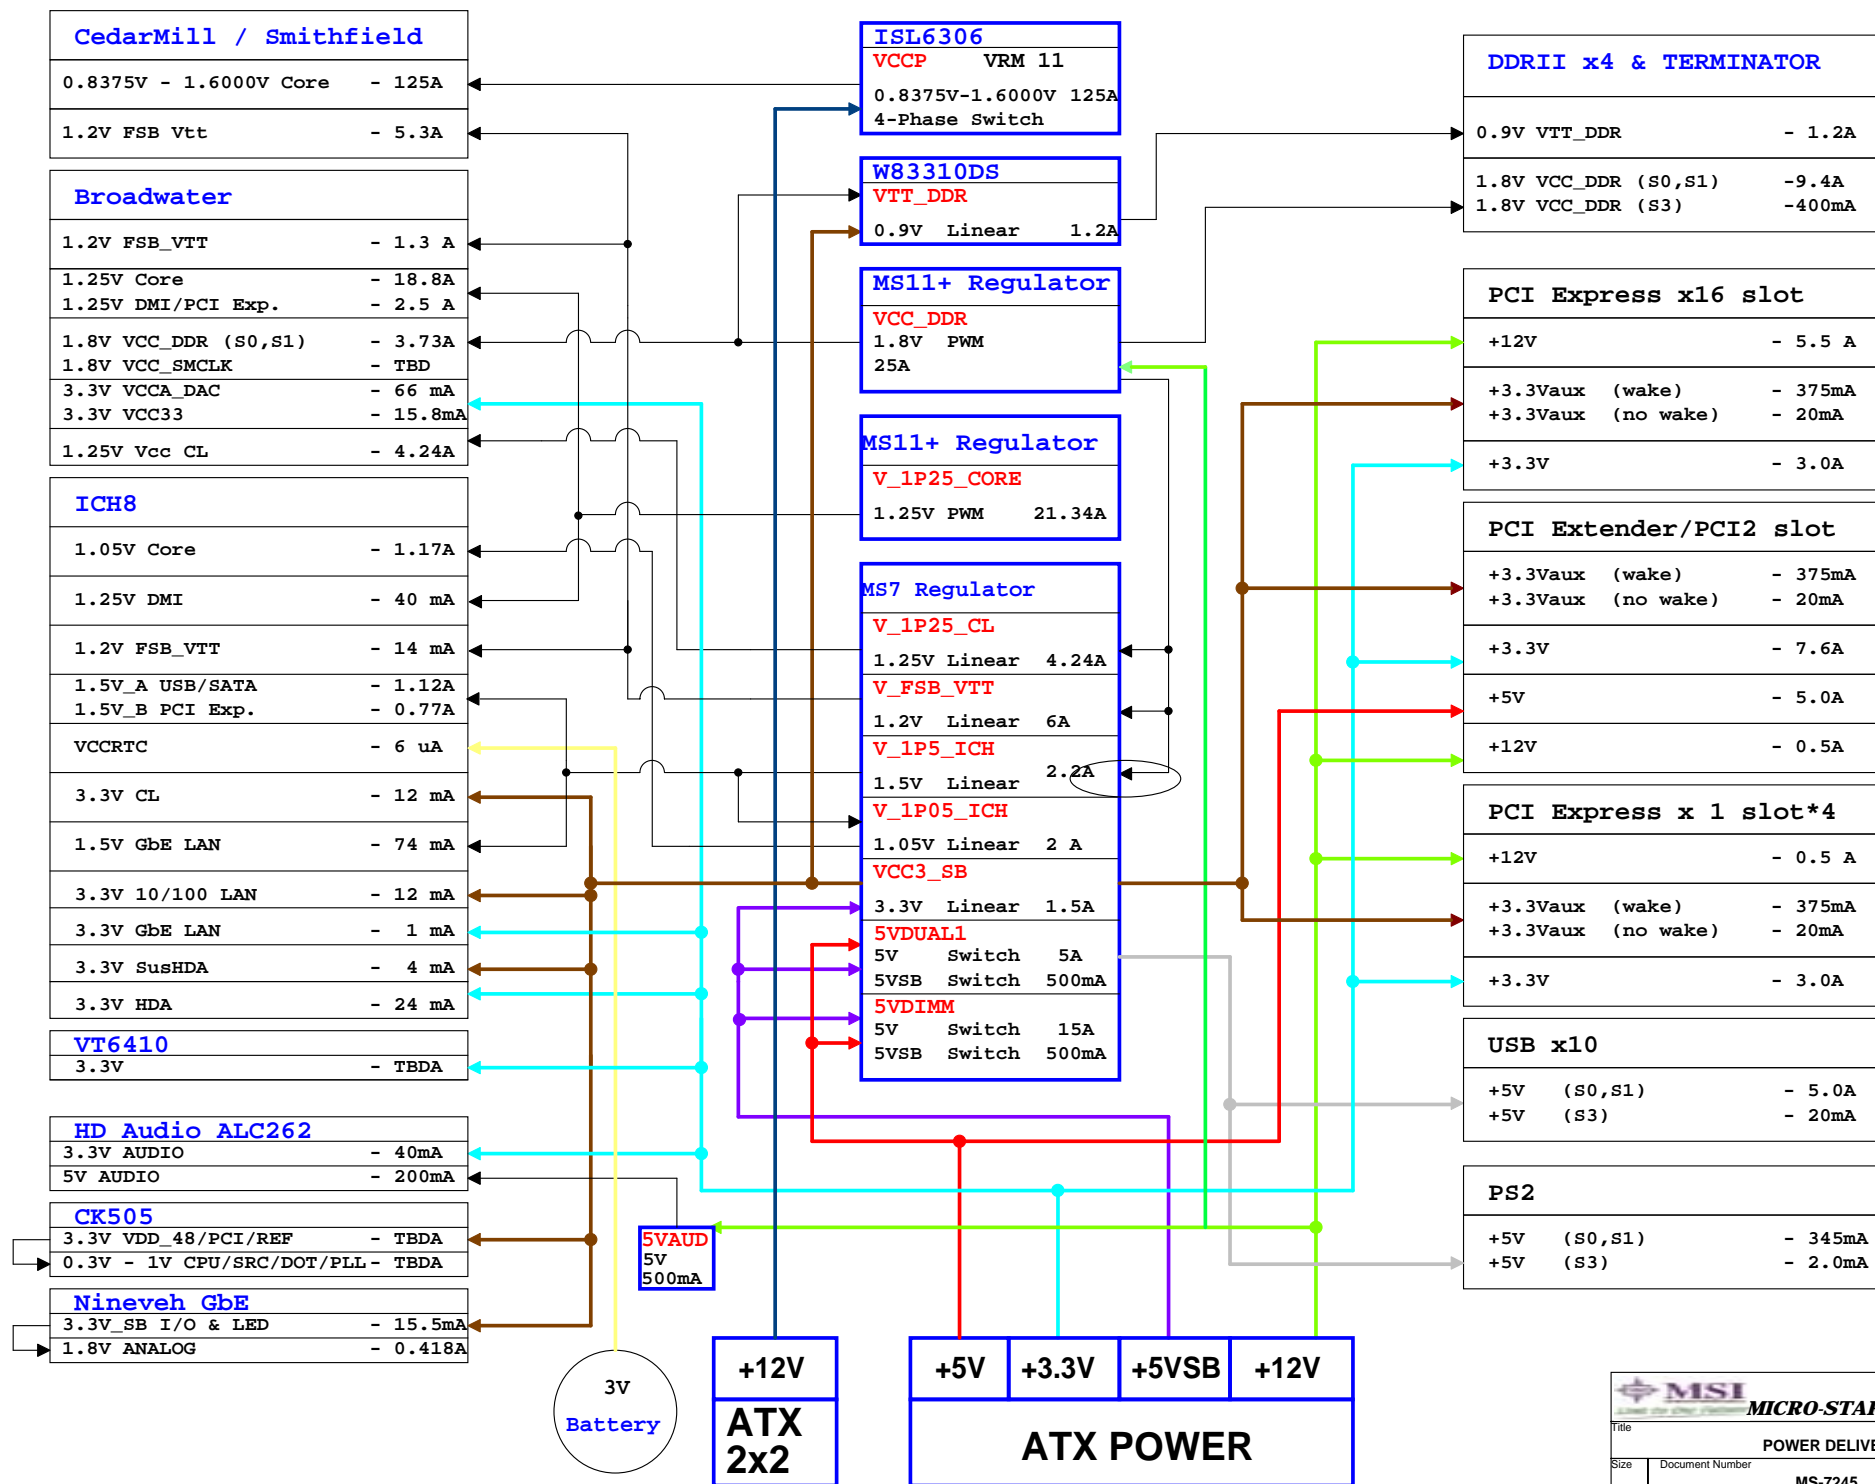 CedarMill / Smithfield
0.8375V - 1.6000V Core - 125A
1.2V FSB Vtt - 5.3A
Broadwater
1.2V FSB_VTT - 1.3 A
1.25V Core - 18.8A
1.25V DMI/PCI Exp. - 2.5 A
1.8V VCC_DDR (S0,S1) - 3.73A
1.8V VCC_SMCLK - TBD
3.3V VCCA_DAC - 66 mA
3.3V VCC33 - 15.8mA
1.25V Vcc CL - 4.24A
ICH8
1.05V Core - 1.17A
1.25V DMI - 40 mA
1.2V FSB_VTT - 14 mA
1.5V_A USB/SATA - 1.12A
1.5V_B PCI Exp. - 0.77A
VCCRTC - 6 uA
3.3V CL - 12 mA
1.5V GbE LAN - 74 mA
3.3V 10/100 LAN - 12 mA
3.3V GbE LAN - 1 mA
3.3V SusHDA - 4 mA
3.3V HDA - 24 mA
VT6410
3.3V - TBDA
HD Audio ALC262
3.3V AUDIO - 40mA
5V AUDIO - 200mA
CK505
3.3V VDD_48/PCI/REF - TBDA
0.3V - 1V CPU/SRC/DOT/PLL - TBDA
Nineveh GbE
3.3V_SB I/O & LED - 15.5mA
1.8V ANALOG - 0.418A
ISL6306
VCCP VRM 11
0.8375V-1.6000V 125A
4-Phase Switch
W83310DS
VTT_DDR
0.9V Linear 1.2A
MS11+ Regulator
VCC_DDR
1.8V PWM
25A
MS11+ Regulator
V_1P25_CORE
1.25V PWM 21.34A
MS7 Regulator
V_1P25_CL
1.25V Linear 4.24A
V_FSB_VTT
1.2V Linear 6A
V_1P5_ICH
1.5V Linear 2.2A
V_1P05_ICH
1.05V Linear 2 A
VCC3_SB
3.3V Linear 1.5A
5VDUAL1
5V Switch 5A
5VSB Switch 500mA
5VDIMM
5V Switch 15A
5VSB Switch 500mA
5VAUD
5V
500mA
3V
Battery
+12V
ATX
2x2
+5V +3.3V +5VSB +12V
ATX POWER
DDRII x4 & TERMINATOR
0.9V VTT_DDR - 1.2A
1.8V VCC_DDR (S0,S1) -9.4A
1.8V VCC_DDR (S3) -400mA
PCI Express x16 slot
+12V - 5.5 A
+3.3Vaux (wake) - 375mA
+3.3Vaux (no wake) - 20mA
+3.3V - 3.0A
PCI Extender/PCI2 slot
+3.3Vaux (wake) - 375mA
+3.3Vaux (no wake) - 20mA
+3.3V - 7.6A
+5V - 5.0A
+12V - 0.5A
PCI Express x 1 slot*4
+12V - 0.5 A
+3.3Vaux (wake) - 375mA
+3.3Vaux (no wake) - 20mA
+3.3V - 3.0A
USB x10
+5V (S0,S1) - 5.0A
+5V (S3) - 20mA
PS2
+5V (S0,S1) - 345mA
+5V (S3) - 2.0mA
MSI
MICRO-STAR
Title
POWER DELIVE
Size Document Number
MS-7245